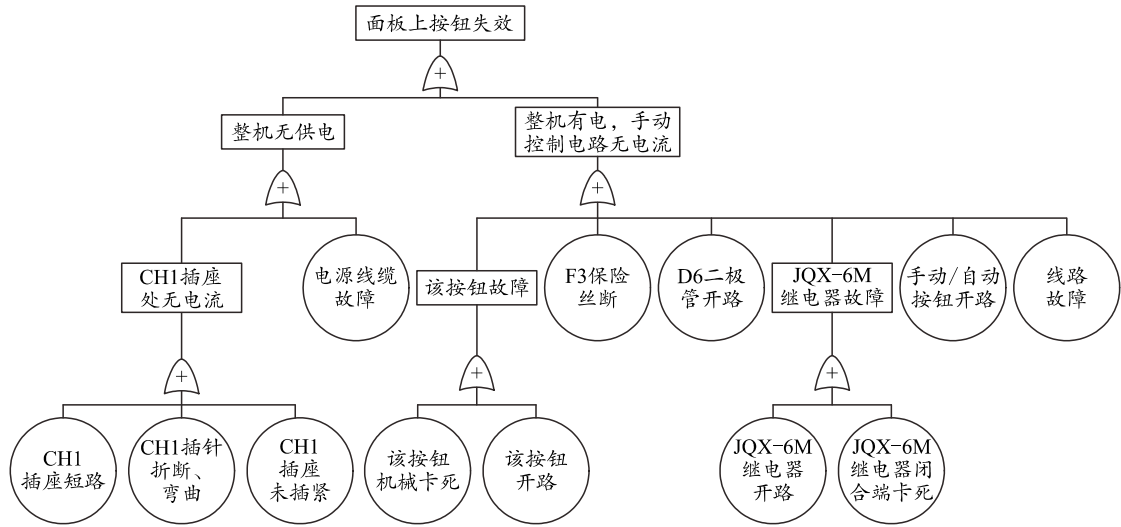 面板上按钮失效
+
整机无供电
整机有电，手动
控制电路无电流
+
+
CH1插座
处无电流
电源线缆
故障
该按钮故障
F3保险
丝断
D6二极
管开路
JQX-6M
继电器故障
手动/自动
按钮开路
线路
故障
+
+
+
CH1
插座短路
CH1插针
折断、
弯曲
CH1
插座
未插紧
该按钮
机械卡死
该按钮
开路
JQX-6M
继电器
开路
JQX-6M
继电器闭
合端卡死